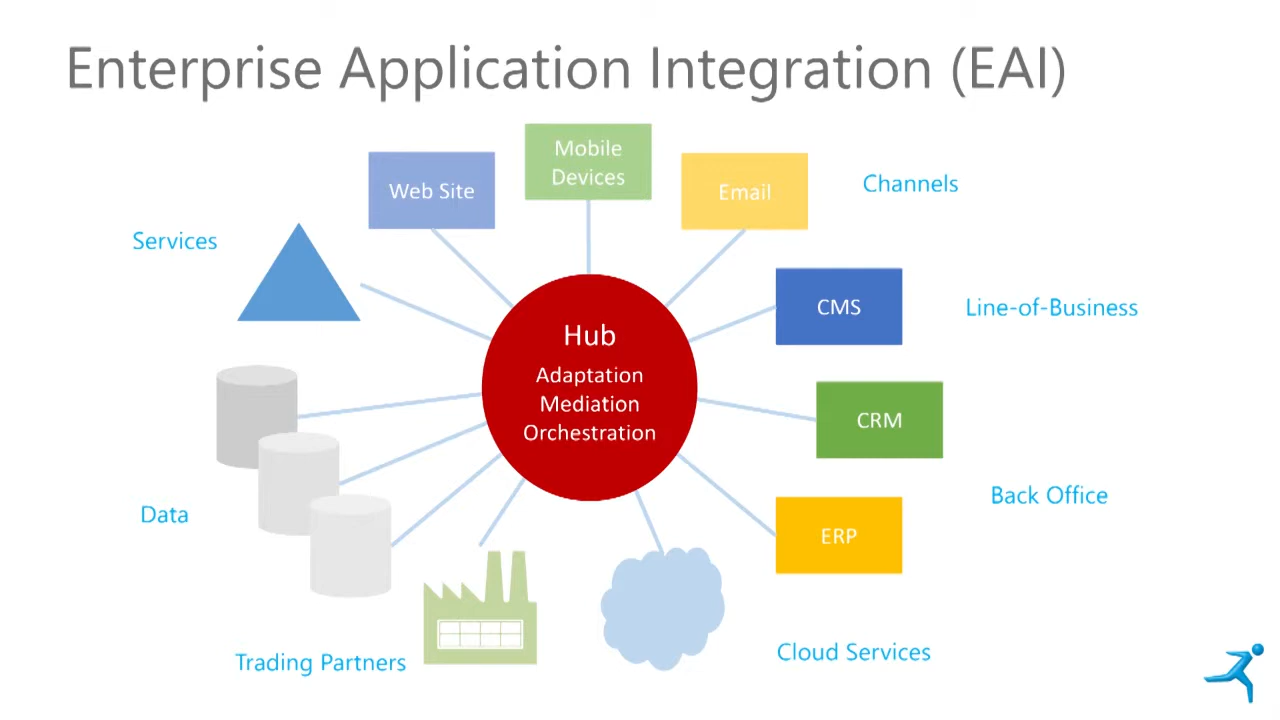 Enterprise Application Integration (EAI)
Mobile
Devices
Web Site
Email
Channels
Services
CMS
Line-of-Business
Hub
Adaptation
Mediation
Orchestration
CRM
Back Office
Data
ERP
Trading Partners
Cloud Services